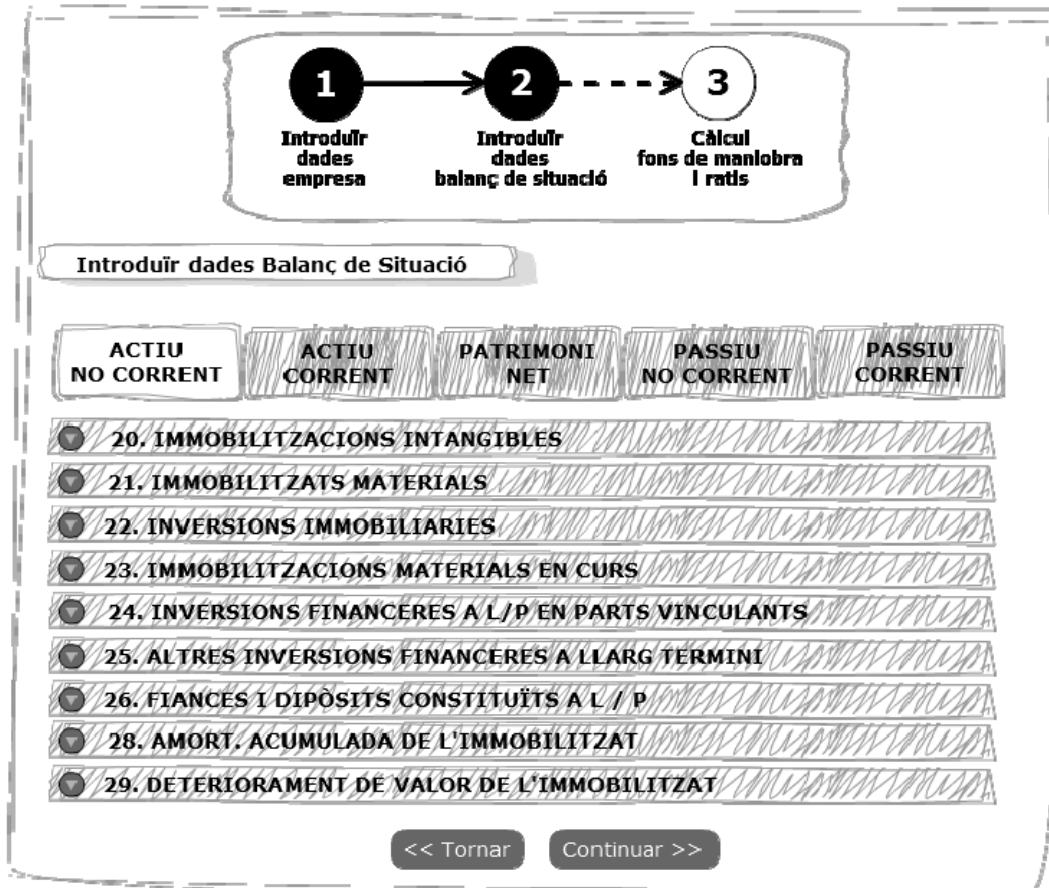 1
2
3
Introduïr
dades
empresa
Introduïr
dades
balanç de situació
Càlcul
fons de maniobra
i ratis
Introduïr dades Balanç de Situació
ACTIU
NO CORRENT
ACTIU
CORRENT
PATRIMONI
NET
PASSIU
NO CORRENT
PASSIU
CORRENT
20. IMMOBILITZACIONS INTANGIBLES
21. IMMOBILITZATS MATERIALS
22. INVERSIONS IMMOBILIARIES
23. IMMOBILITZACIONS MATERIALS EN CURS
24. INVERSIONS FINANCERES A L/P EN PARTS VINCULANTS
25. ALTRES INVERSIONS FINANCERES A LLARG TERMINI
26. FIANCES I DIPÒSITS CONSTITUÏTS A L / P
28. AMORT. ACUMULADA DE L'IMMOBILITZAT
29. DETERIORAMENT DE VALOR DE L'IMMOBILITZAT
<< Tornar
Continuar >>